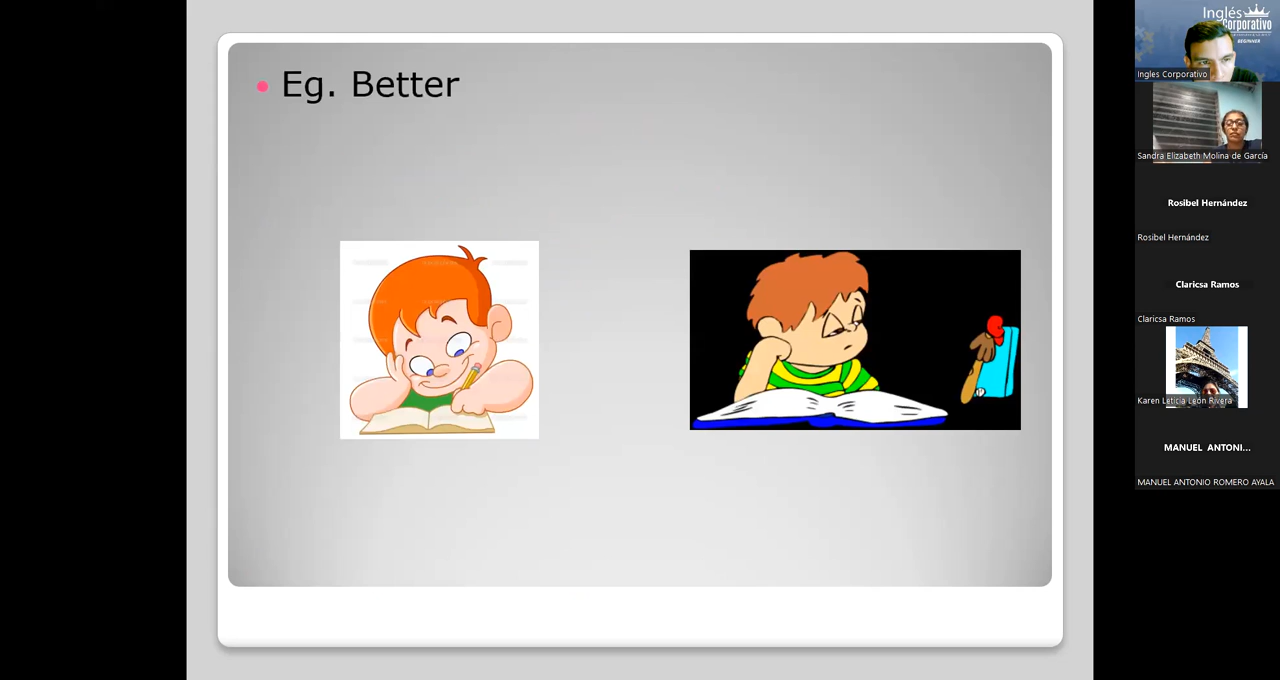 Eg. Better
Inglés
Corporativo
BEGINNER
Ingles Corporativo
Sandra Elizabeth Molina de García
Rosibel Hernández
Rosibel Hernández
Claricsa Ramos
Claricsa Ramos
Karen Leticia León Rivera
MANUEL ANTONI...
MANUEL ANTONIO ROMERO AYALA